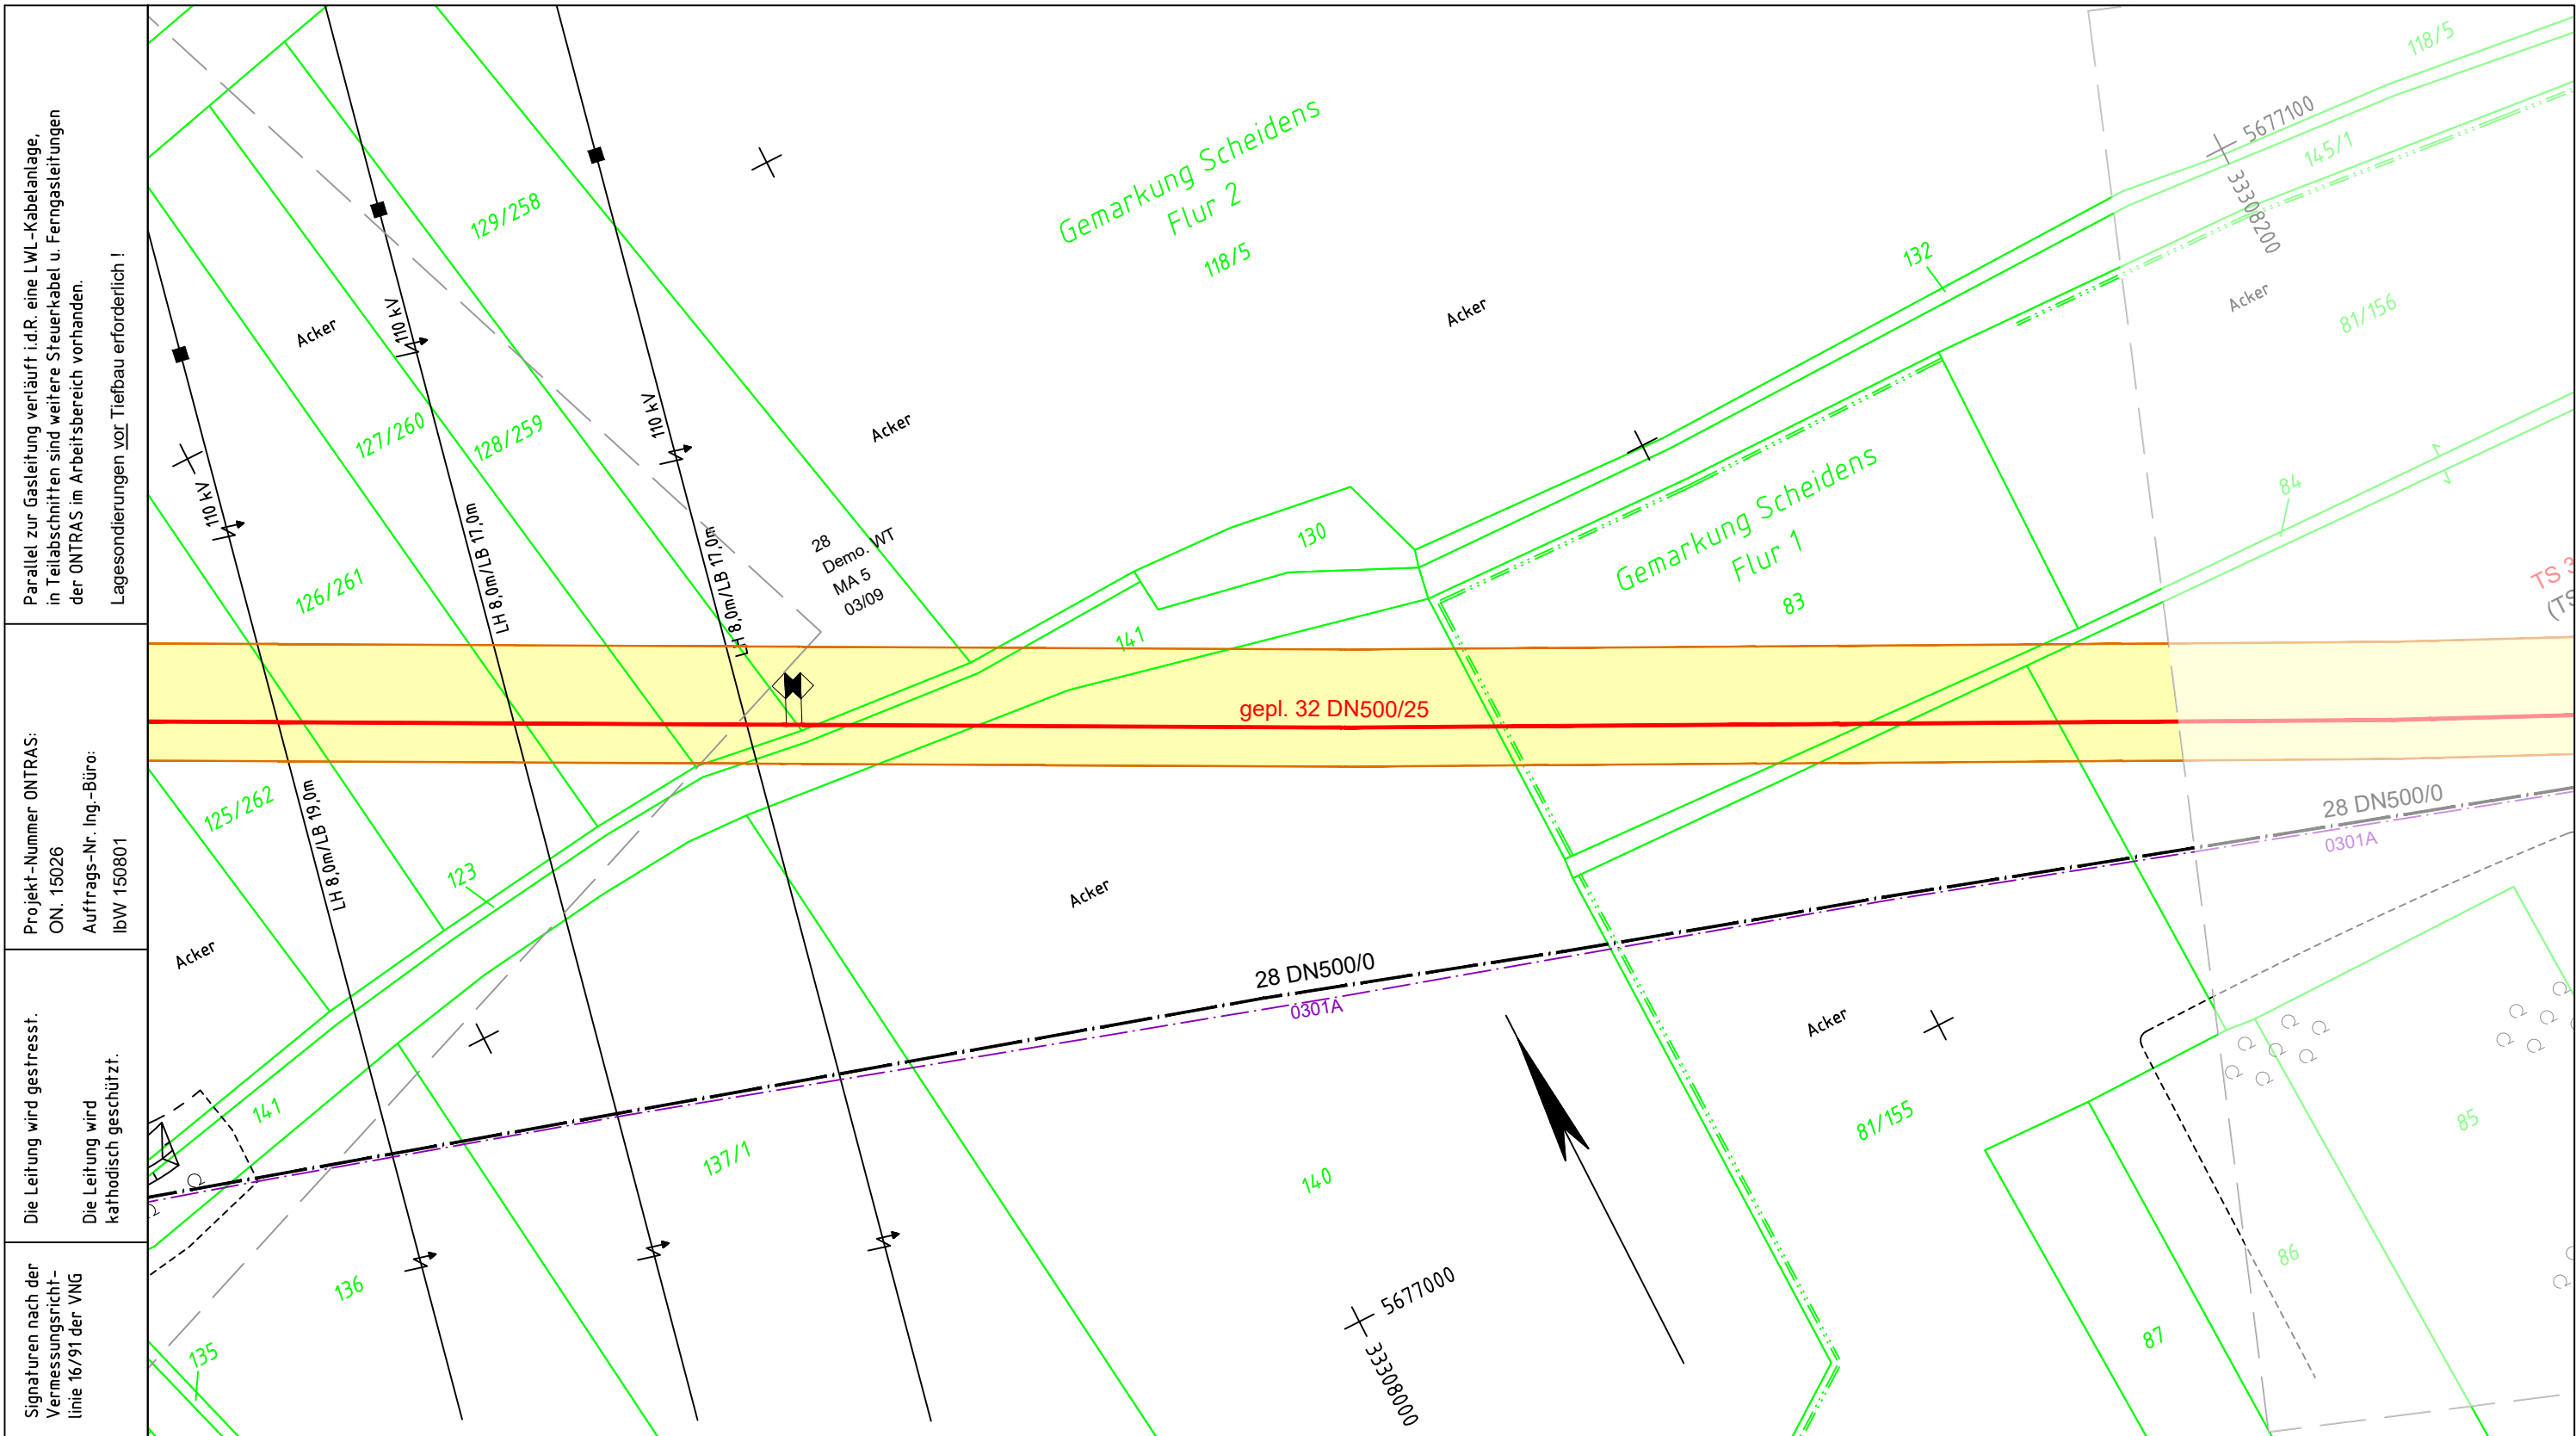 Parallel zur Gasleitung verläuft i.d.R. eine LWL-Kabelanlage,
in Teilabschnitten sind weitere Steuerkabel u. Ferngasleitungen
der ONTRAS im Arbeitsbereich vorhanden.
Lagesondierungen vor Tiefbau erforderlich !
Projekt-Nummer ONTRAS:
ON. 15026
Auftrags-Nr. Ing.-Büro:
IbW 150801
Die Leitung wird gestresst.
Die Leitung wird
kathodisch geschützt.
Signaturen nach der
Vermessungsricht-
linie 16/91 der VNG
129/258
Acker
110 kV
127/260
128/259
110 kV
110 kV
126/261
LH 8,0m/LB 17,0m
LH 8,0m/LB 17,0m
28
Demo. WT
MA 5
03/09
Acker
Gemarkung Scheidens
Flur 2
118/5
Acker
132
118/5
5677100
33308200
145/1
Acker
81/156
84
130
141
Gemarkung Scheidens
Flur 1
83
TS 3
(TS
gepl. 32 DN500/25
125/262
LH 8,0m/LB 19,0m
123
Acker
Acker
28 DN500/0
0301A
28 DN500/0
0301A
Acker
141
137/1
140
81/155
85
86
136
135
5677000
33308000
87